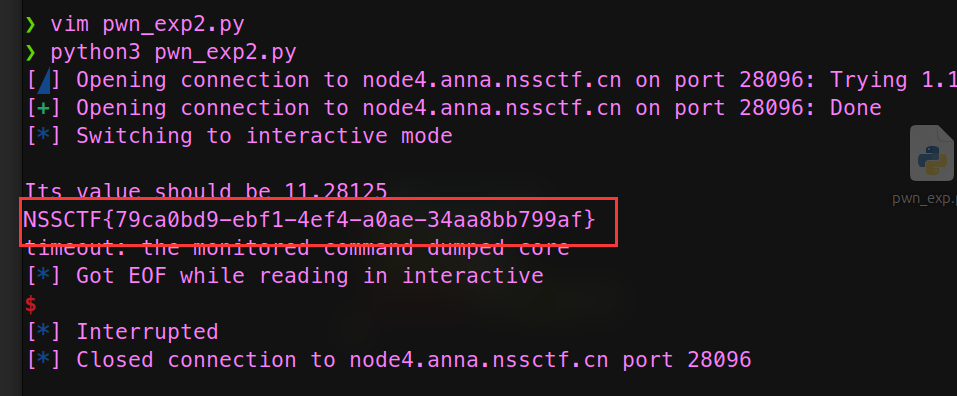 ❯ vim pwn_exp2.py
❯ python3 pwn_exp2.py
[◢] Opening connection to node4.anna.nssctf.cn on port 28096: Trying 1.1
[+] Opening connection to node4.anna.nssctf.cn on port 28096: Done
[*] Switching to interactive mode
Its value should be 11.28125
NSSCTF{79ca0bd9-ebf1-4ef4-a0ae-34aa8bb799af}
timeout: the monitored command dumped core
[*] Got EOF while reading in interactive
$
[*] Interrupted
[*] Closed connection to node4.anna.nssctf.cn port 28096
pwn_exp.p